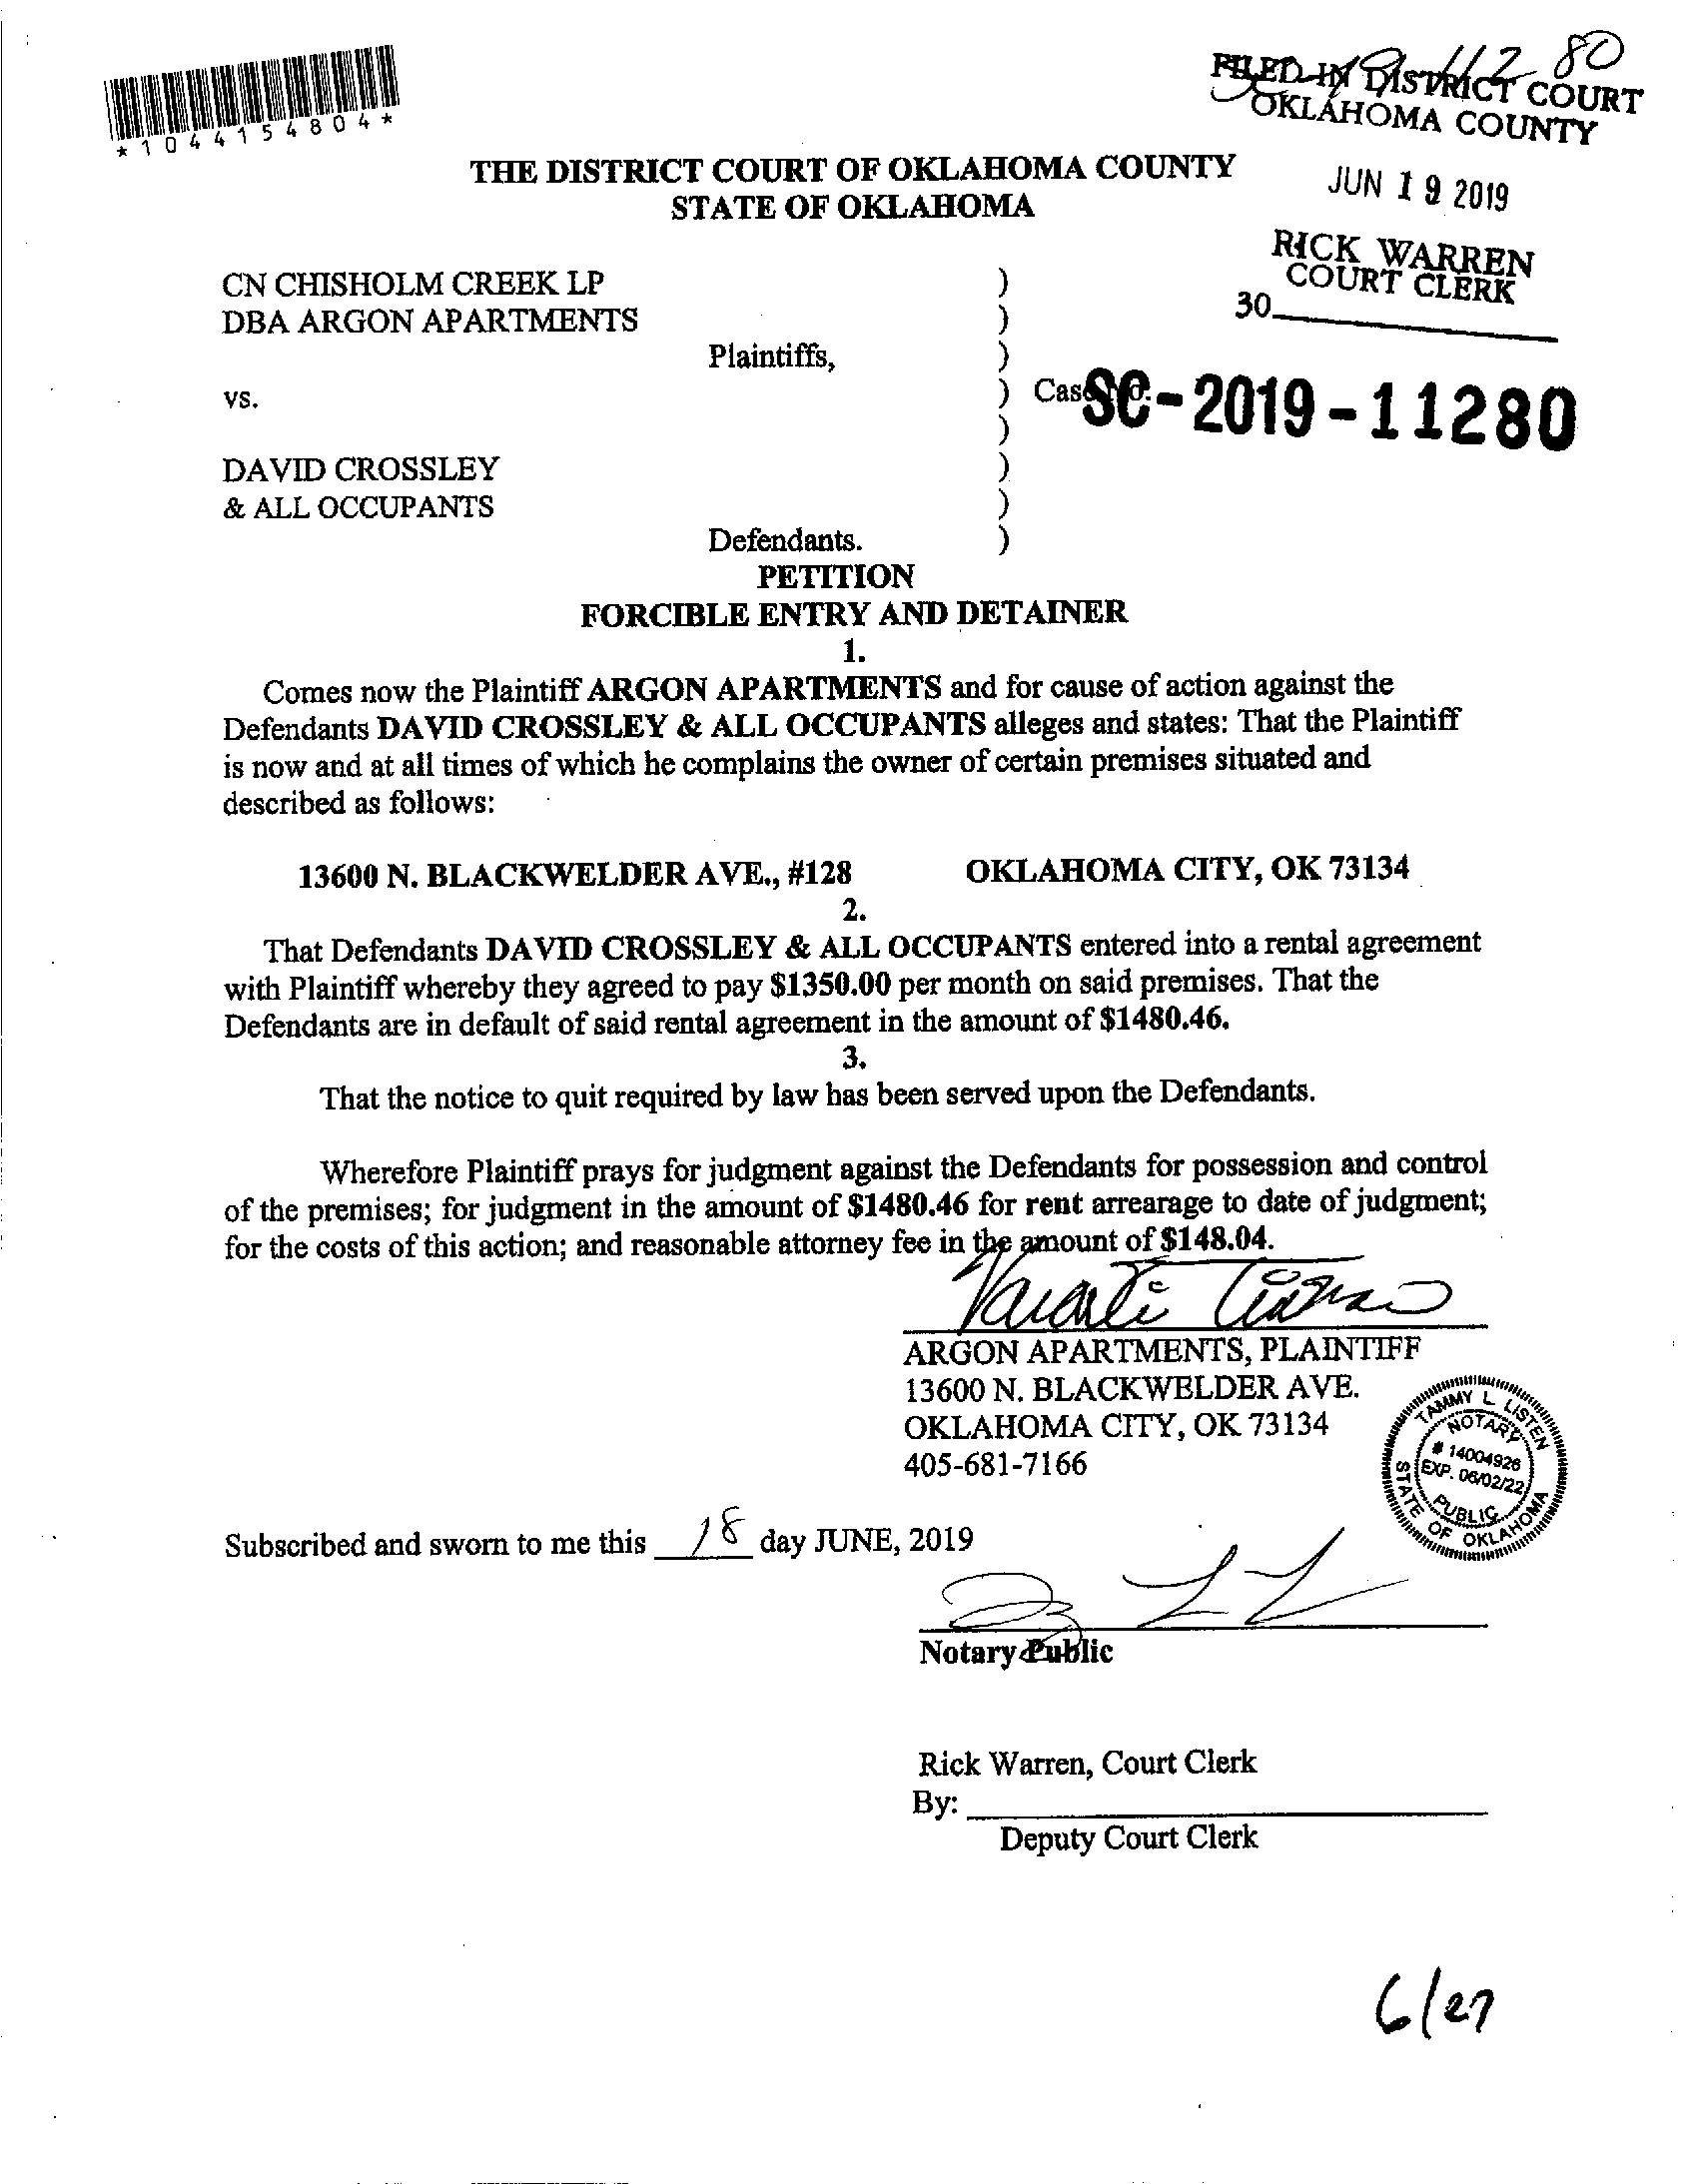 *1044154804*
80
FILED IN DISTRICT COURT
OKLAHOMA COUNTY
JUN 19 2019
RICK WARREN
COURT CLERK
30
THE DISTRICT COURT OF OKLAHOMA COUNTY
STATE OF OKLAHOMA
CN CHISHOLM CREEK LP )
DBA ARGON APARTMENTS )
Plaintiffs, )
vs. ) Case No. SC-2019-11280
)
DAVID CROSSLEY )
& ALL OCCUPANTS )
Defendants. )
PETITION
FORCIBLE ENTRY AND DETAINER
1.
Comes now the Plaintiff ARGON APARTMENTS and for cause of action against the
Defendants DAVID CROSSLEY & ALL OCCUPANTS alleges and states: That the Plaintiff
is now and at all times of which he complains the owner of certain premises situated and
described as follows:
13600 N. BLACKWELDER AVE., #128 OKLAHOMA CITY, OK 73134
2.
That Defendants DAVID CROSSLEY & ALL OCCUPANTS entered into a rental agreement
with Plaintiff whereby they agreed to pay $1350.00 per month on said premises. That the
Defendants are in default of said rental agreement in the amount of $1480.46.
3.
That the notice to quit required by law has been served upon the Defendants.
Wherefore Plaintiff prays for judgment against the Defendants for possession and control
of the premises; for judgment in the amount of $1480.46 for rent arrearage to date of judgment;
for the costs of this action; and reasonable attorney fee in the amount of $148.04.
ARGON APARTMENTS, PLAINTIFF
13600 N. BLACKWELDER AVE.
OKLAHOMA CITY, OK 73134
405-681-7166
TAMMY L LISTEN
NOTARY
# 14004926
EXP. 06/02/22
PUBLIC
STATE OF OKLAHOMA
Subscribed and sworn to me this 18 day JUNE, 2019
Notary Public
Rick Warren, Court Clerk
By:
Deputy Court Clerk
6/27